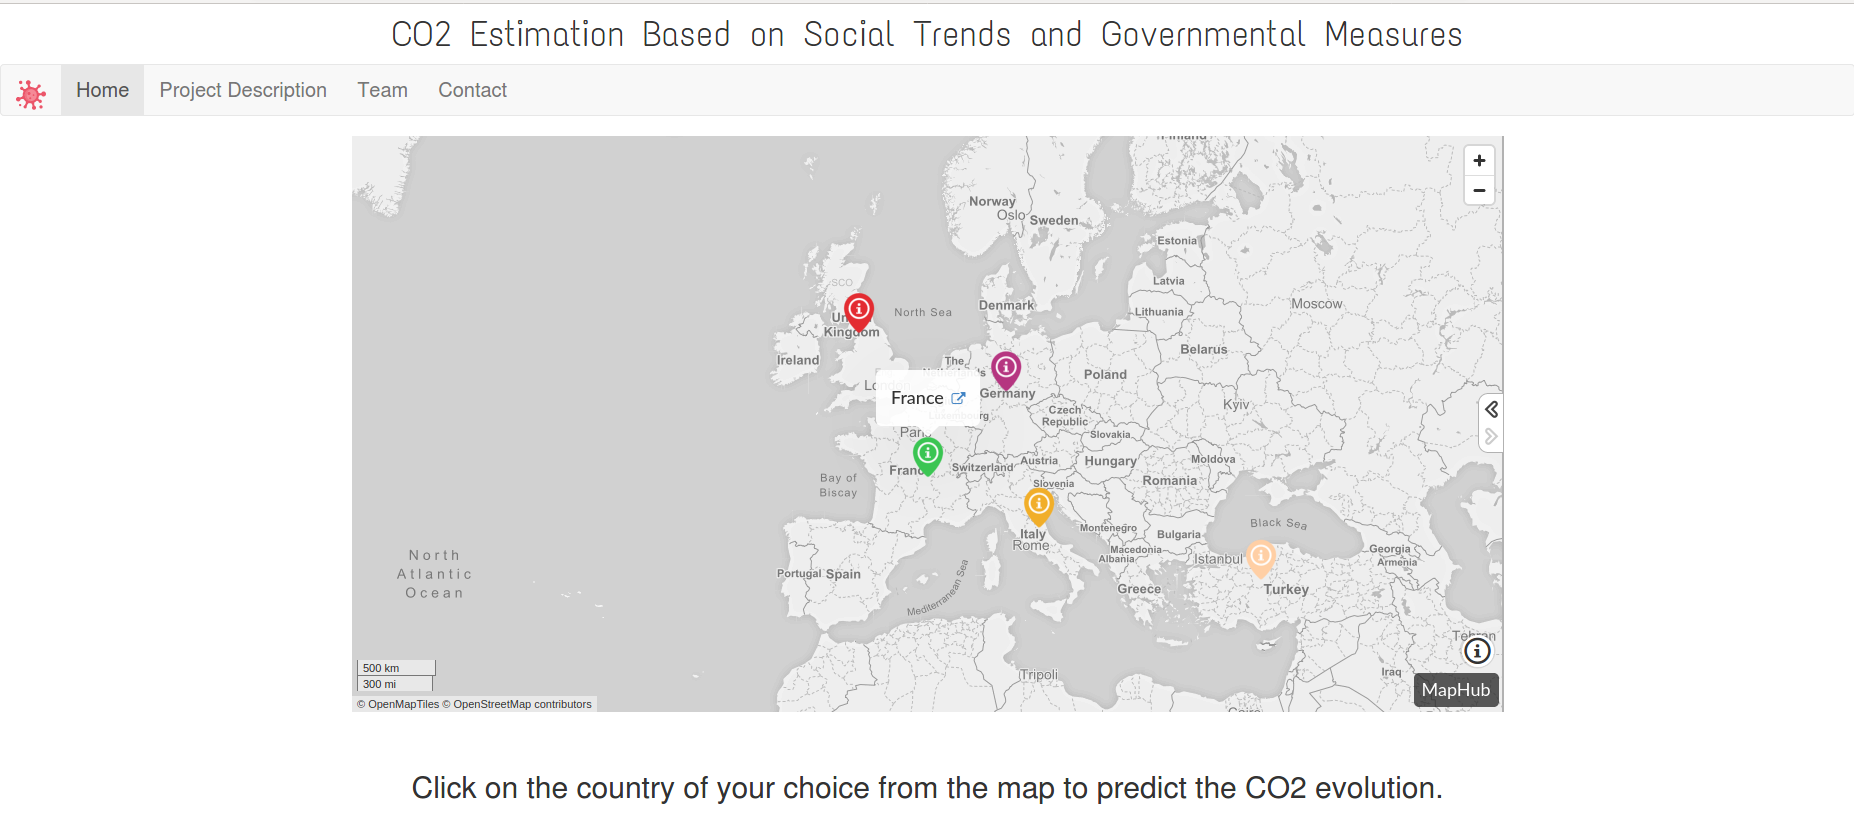 CO2 Estimation Based on Social Trends and Governmental Measures
Home Project Description Team Contact
Norway
Oslo
Sweden
Estonia
SCO
Latvia
Moscow
Denmark
North Sea
Lithuania
Kingdom
Belarus
Ireland
The
Poland
Germany
France
Kyiv
Czech
Republic
Slovakia
Switzerland
Austria
Hungary
Moldova
Bay of
Biscay
Slovenia
Romania
Black Sea
Montenegro
Bulgaria
Italy
Rome
Macedonia
Albania
Istanbul
Georgia
Armenia
North
Atlantic
Ocean
Portugal Spain
Mediterranean Sea
Greece
Turkey
Tehran
500 km
300 mi
Tripoli
Iraq
MapHub
© OpenMapTiles © OpenStreetMap contributors
Click on the country of your choice from the map to predict the CO2 evolution.